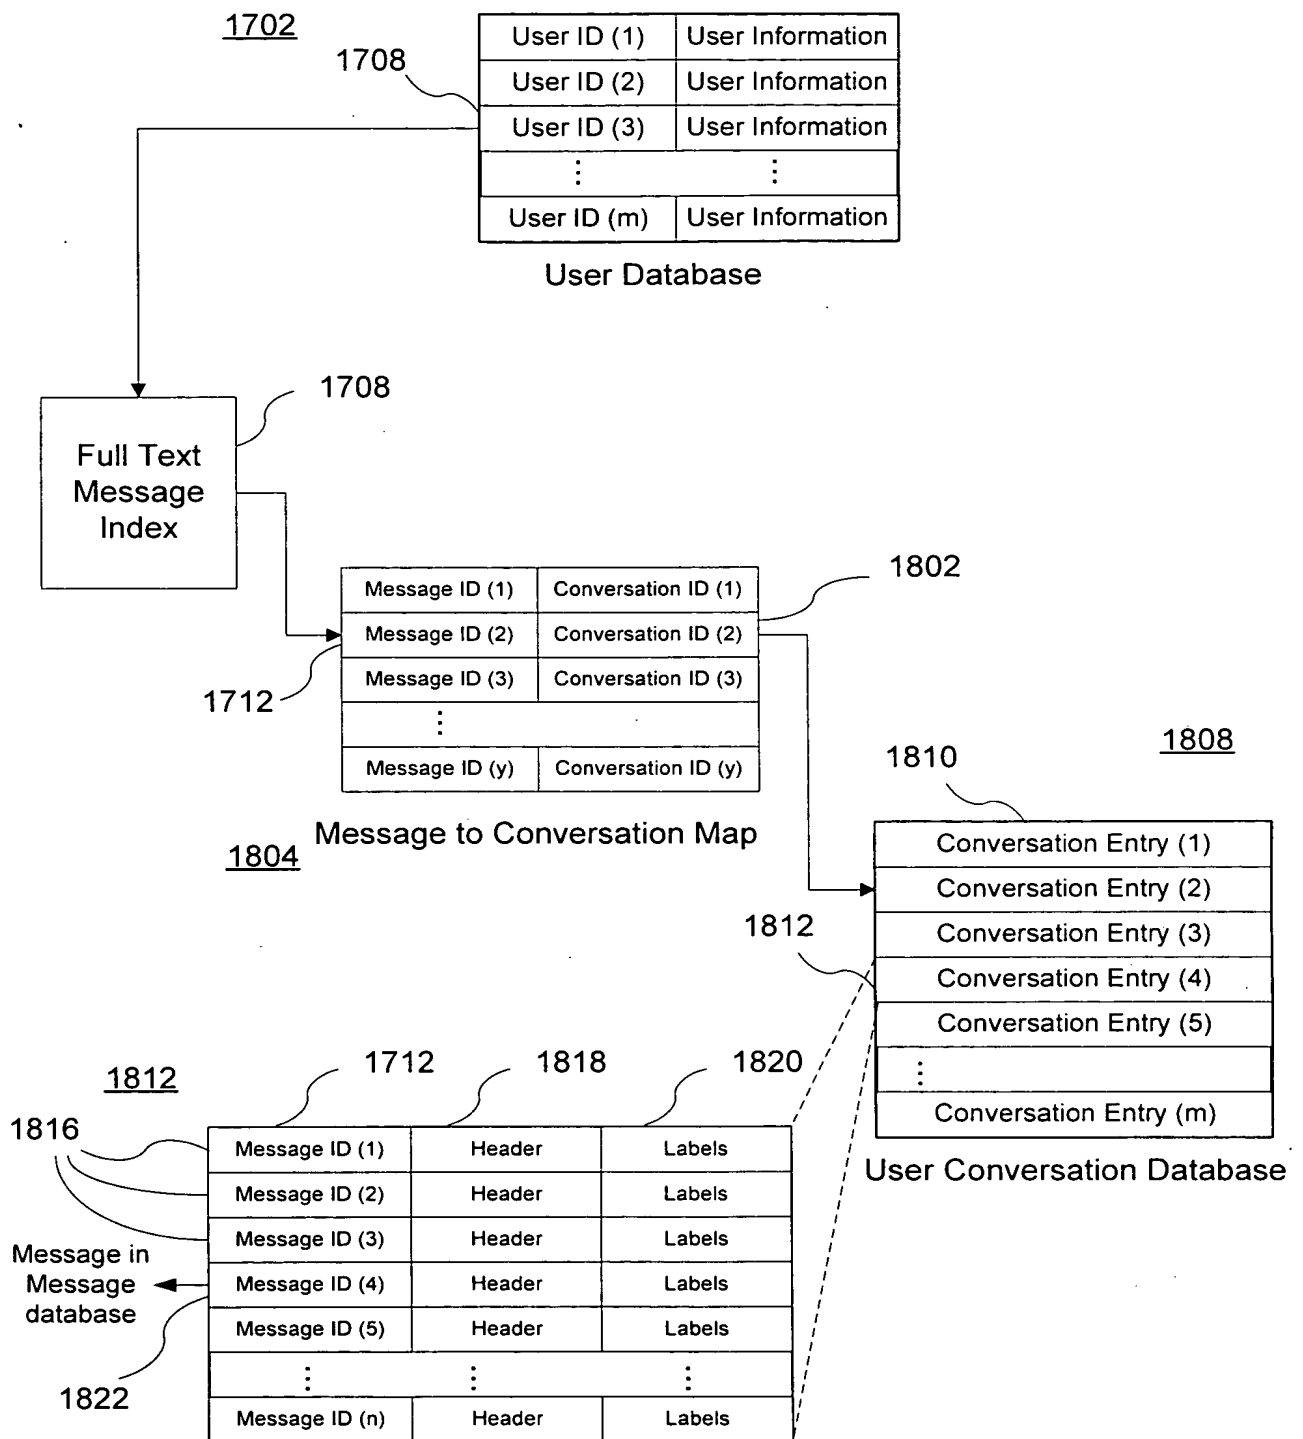 1702
User ID (1) User Information
1708
User ID (2) User Information
User ID (3) User Information
⋮ ⋮
User ID (m) User Information
User Database
1708
Full Text
Message
Index
1802
Message ID (1) Conversation ID (1)
Message ID (2) Conversation ID (2)
Message ID (3) Conversation ID (3)
1712
⋮
Message ID (y) Conversation ID (y)
Message to Conversation Map
1804
1808
1810
Conversation Entry (1)
Conversation Entry (2)
Conversation Entry (3)
1812
Conversation Entry (4)
Conversation Entry (5)
⋮
Conversation Entry (m)
User Conversation Database
1812
1712 1818 1820
1816
Message ID (1) Header Labels
Message ID (2) Header Labels
Message ID (3) Header Labels
Message in
Message
database
Message ID (4) Header Labels
Message ID (5) Header Labels
⋮ ⋮ ⋮
1822
Message ID (n) Header Labels